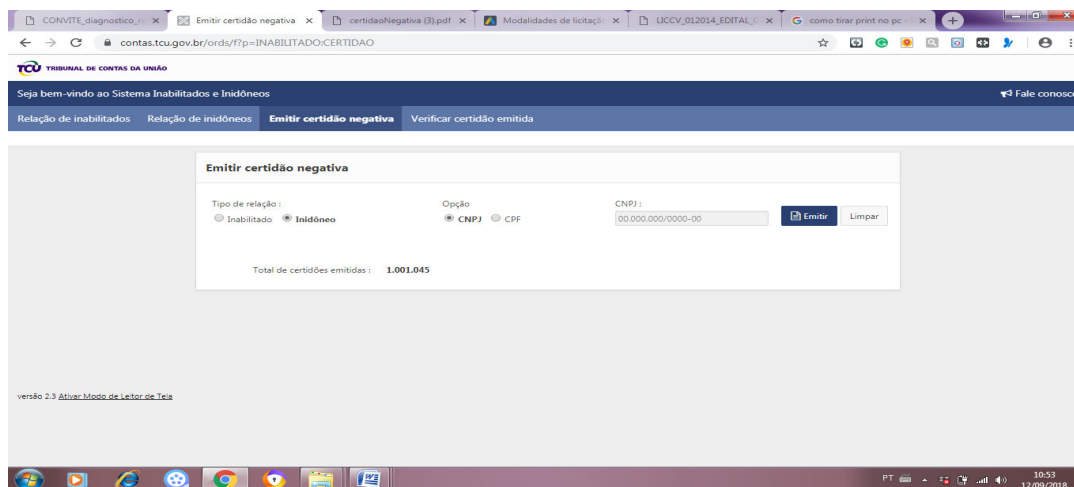 CONVITE_diagnostico_re
Emitir certidão negativa
certidaoNegativa (3).pdf
Modalidades de licitaçã
LICCV_012014_EDITAL_C
como tirar print no pc -
contas.tcu.gov.br/ords/f?p=INABILITADO:CERTIDAO
TCU TRIBUNAL DE CONTAS DA UNIÃO
Seja bem-vindo ao Sistema Inabilitados e Inidôneos
Fale conosco
Relação de inabilitados Relação de inidôneos Emitir certidão negativa Verificar certidão emitida
Emitir certidão negativa
Tipo de relação : Opção CNPJ :
Inabilitado Inidôneo CNPJ CPF 00.000.000/0000-00 Emitir Limpar
Total de certidões emitidas : 1.001.045
versão 2.3 Ativar Modo de Leitor de Tela
PT 10:53
12/09/2018